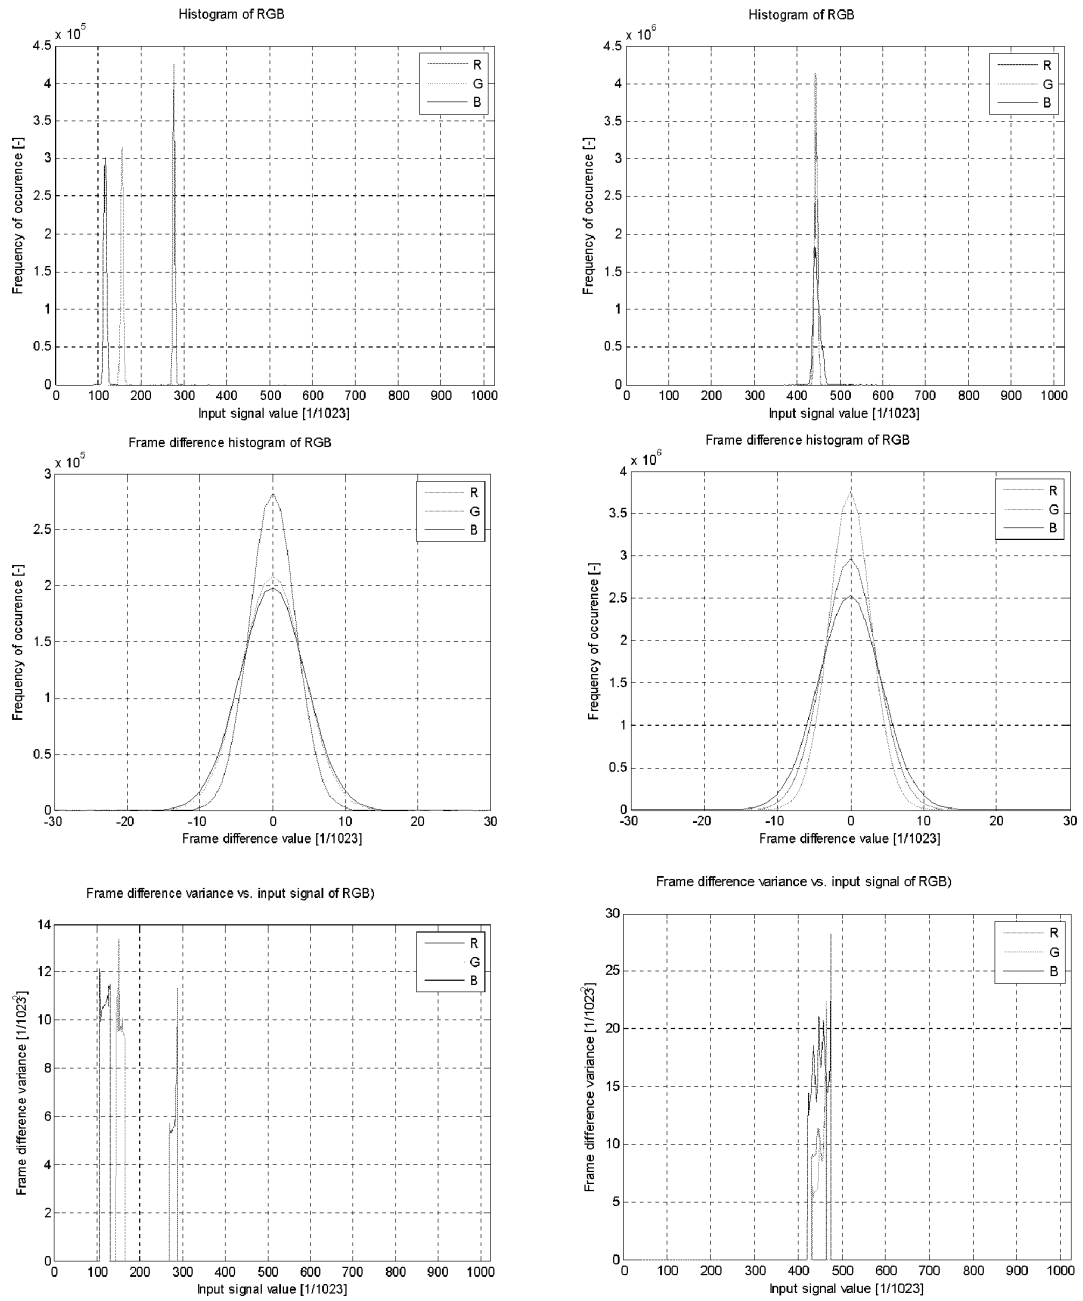 Histogram of RGB
x 10^5
4.5
4
3.5
3
2.5
2
1.5
1
0.5
0
Frequency of occurence [-]
R
G
B
0 100 200 300 400 500 600 700 800 900 1000
Input signal value [1/1023]
Histogram of RGB
x 10^6
4.5
4
3.5
3
2.5
2
1.5
1
0.5
0
Frequency of occurence [-]
R
G
B
0 100 200 300 400 500 600 700 800 900 1000
Input signal value [1/1023]
Frame difference histogram of RGB
x 10^5
3
2.5
2
1.5
1
0.5
0
Frequency of occurence [-]
R
G
B
-30 -20 -10 0 10 20 30
Frame difference value [1/1023]
Frame difference histogram of RGB
x 10^6
4
3.5
3
2.5
2
1.5
1
0.5
0
Frequency of occurence [-]
R
G
B
-30 -20 -10 0 10 20 30
Frame difference value [1/1023]
Frame difference variance vs. input signal of RGB)
14
12
10
8
6
4
2
0
Frame difference variance [1/1023^2]
R
G
B
0 100 200 300 400 500 600 700 800 900 1000
Input signal value [1/1023]
Frame difference variance vs. input signal of RGB)
30
25
20
15
10
5
0
Frame difference variance [1/1023^2]
R
G
B
0 100 200 300 400 500 600 700 800 900 1000
Input signal value [1/1023]